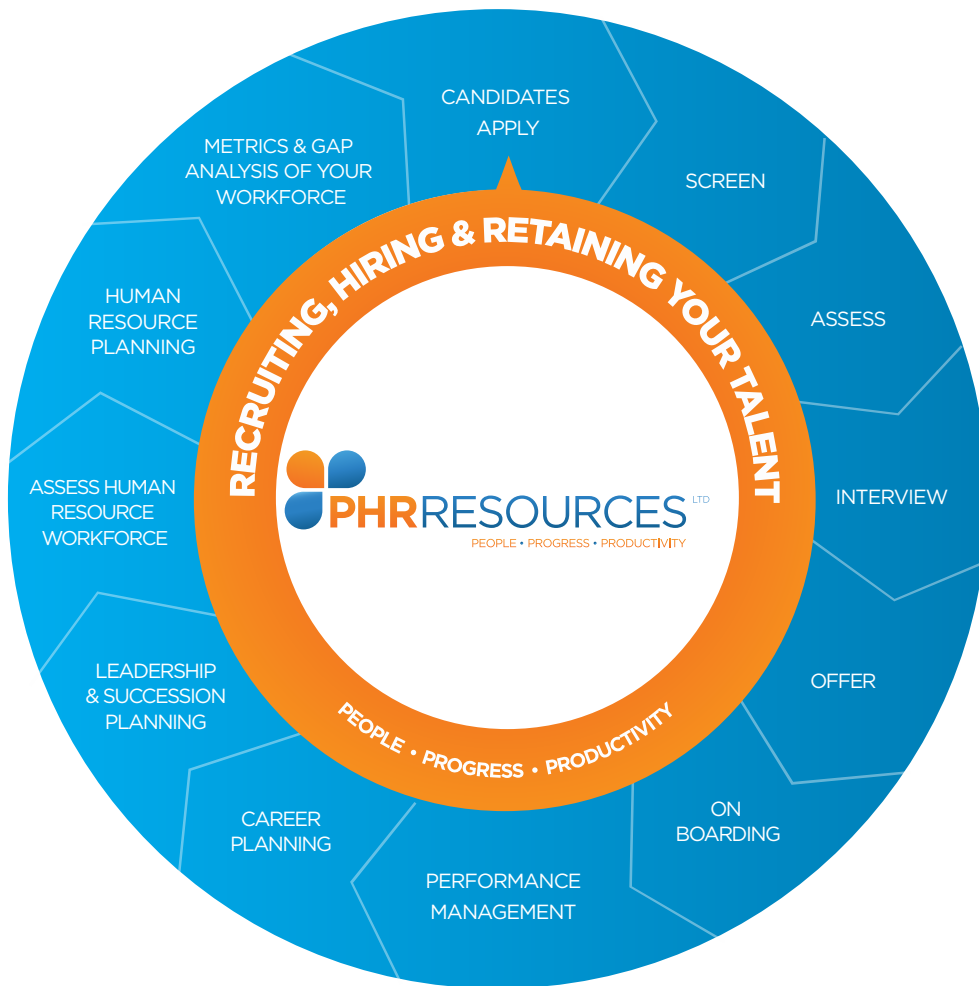 CANDIDATES
APPLY
SCREEN
ASSESS
INTERVIEW
OFFER
ON
BOARDING
PERFORMANCE
MANAGEMENT
CAREER
PLANNING
LEADERSHIP
& SUCCESSION
PLANNING
ASSESS HUMAN
RESOURCE
WORKFORCE
HUMAN
RESOURCE
PLANNING
METRICS & GAP
ANALYSIS OF YOUR
WORKFORCE
RECRUITING, HIRING & RETAINING YOUR TALENT
PHRRESOURCES LTD
PEOPLE • PROGRESS • PRODUCTIVITY
PEOPLE • PROGRESS • PRODUCTIVITY